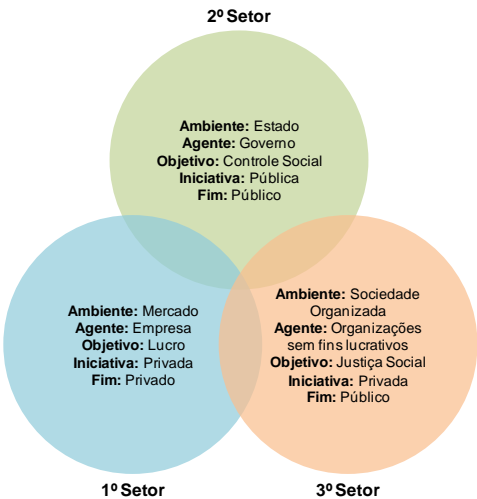 2º Setor
Ambiente: Estado
Agente: Governo
Objetivo: Controle Social
Iniciativa: Pública
Fim: Público
Ambiente: Mercado
Agente: Empresa
Objetivo: Lucro
Iniciativa: Privada
Fim: Privado
Ambiente: Sociedade
Organizada
Agente: Organizações
sem fins lucrativos
Objetivo: Justiça Social
Iniciativa: Privada
Fim: Público
1º Setor
3º Setor